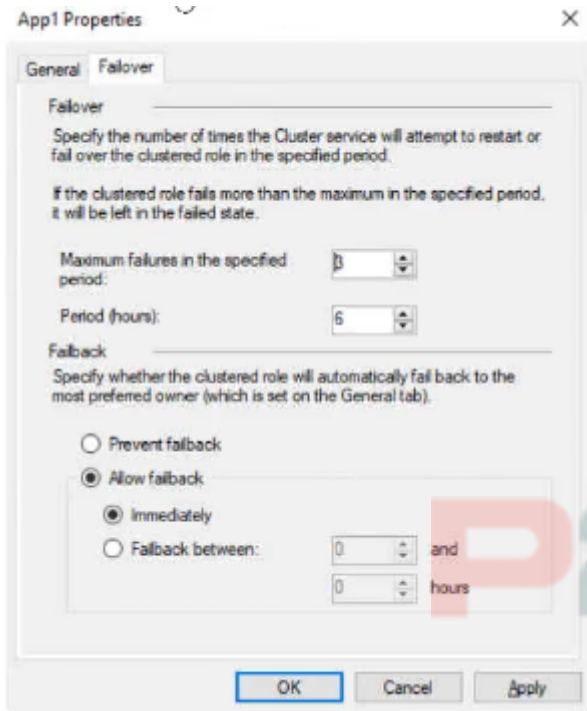 App1 Properties
General Failover
Failover
Specify the number of times the Cluster service will attempt to restart or
fail over the clustered role in the specified period.
If the clustered role fails more than the maximum in the specified period,
it will be left in the failed state.
Maximum failures in the specified
period:
3
Period (hours):
6
Failback
Specify whether the clustered role will automatically fail back to the
most preferred owner (which is set on the General tab).
Prevent failback
Allow failback
Immediately
Failback between:
0 and
0 hours
P
OK Cancel Apply